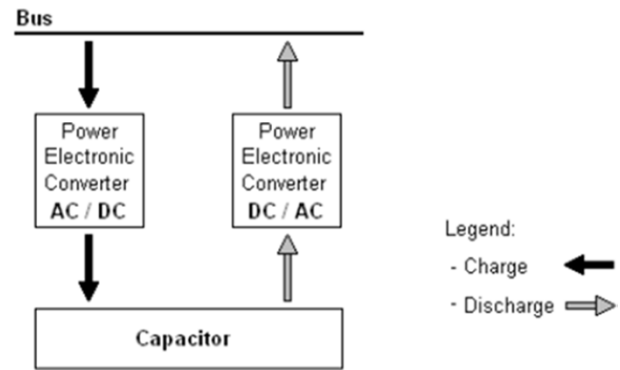 Bus
Power
Electronic
Converter
AC / DC
Power
Electronic
Converter
DC / AC
Capacitor
Legend:
- Charge
- Discharge